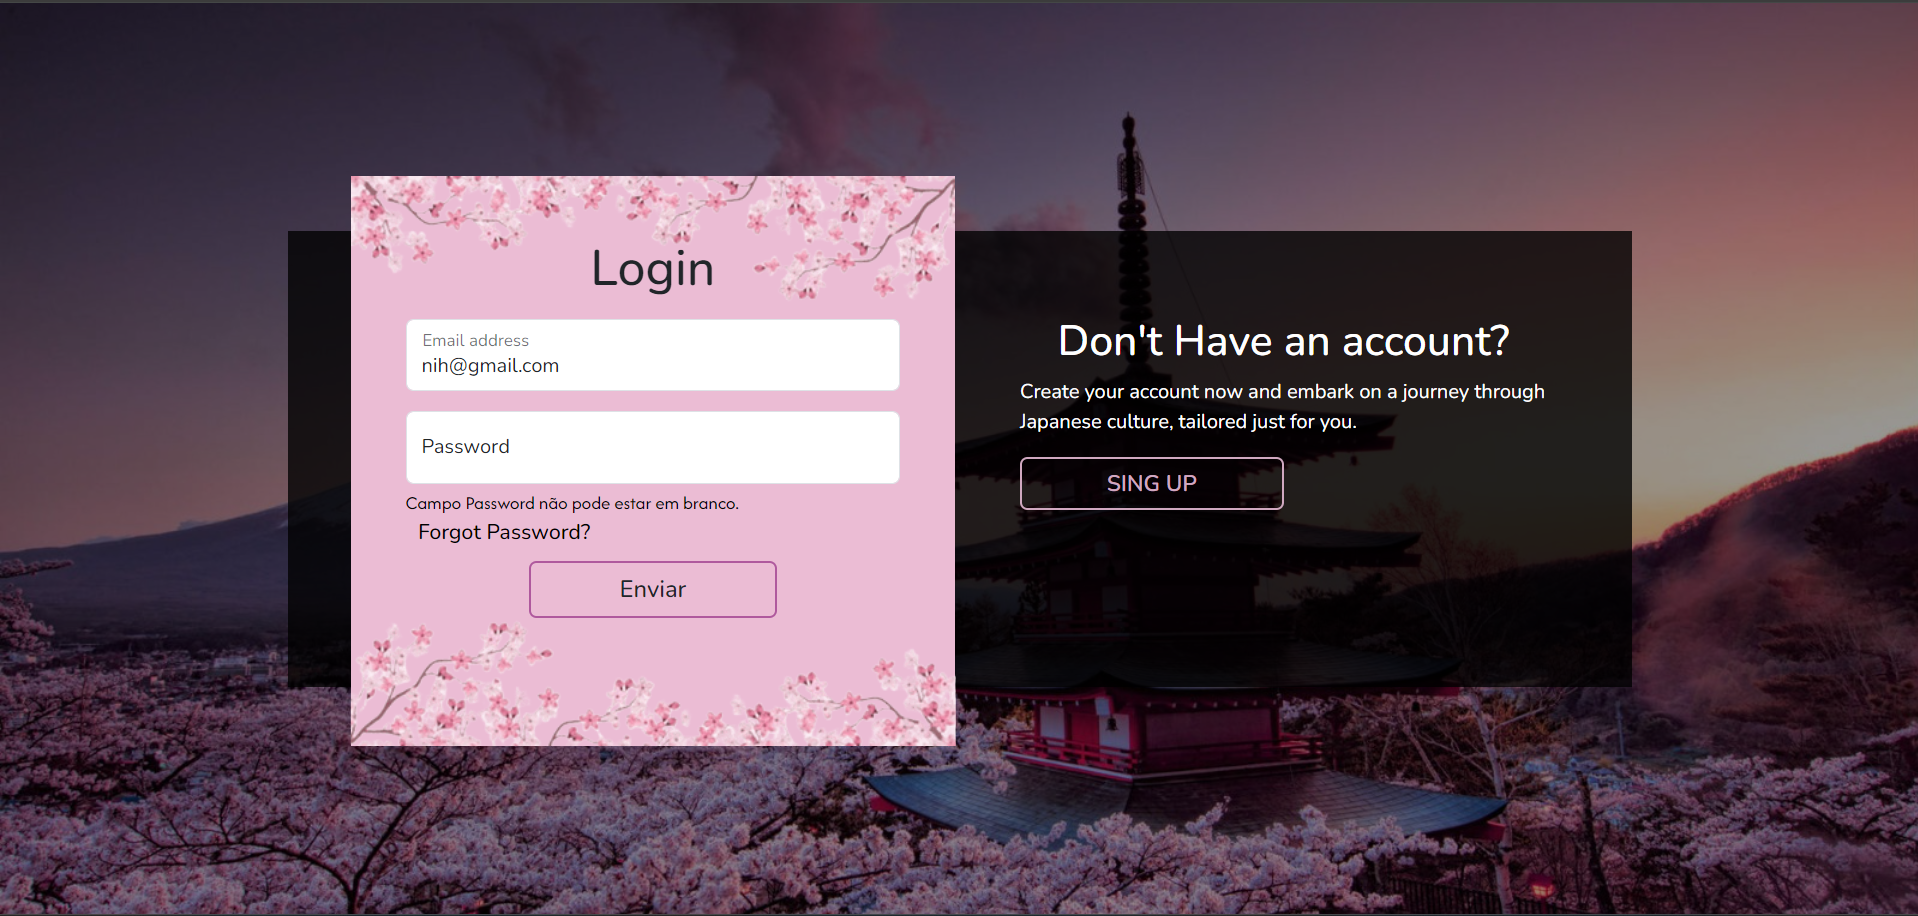 Login
Email address
nih@gmail.com
Password
Campo Password não pode estar em branco.
Forgot Password?
Enviar
Don't Have an account?
Create your account now and embark on a journey through
Japanese culture, tailored just for you.
SING UP